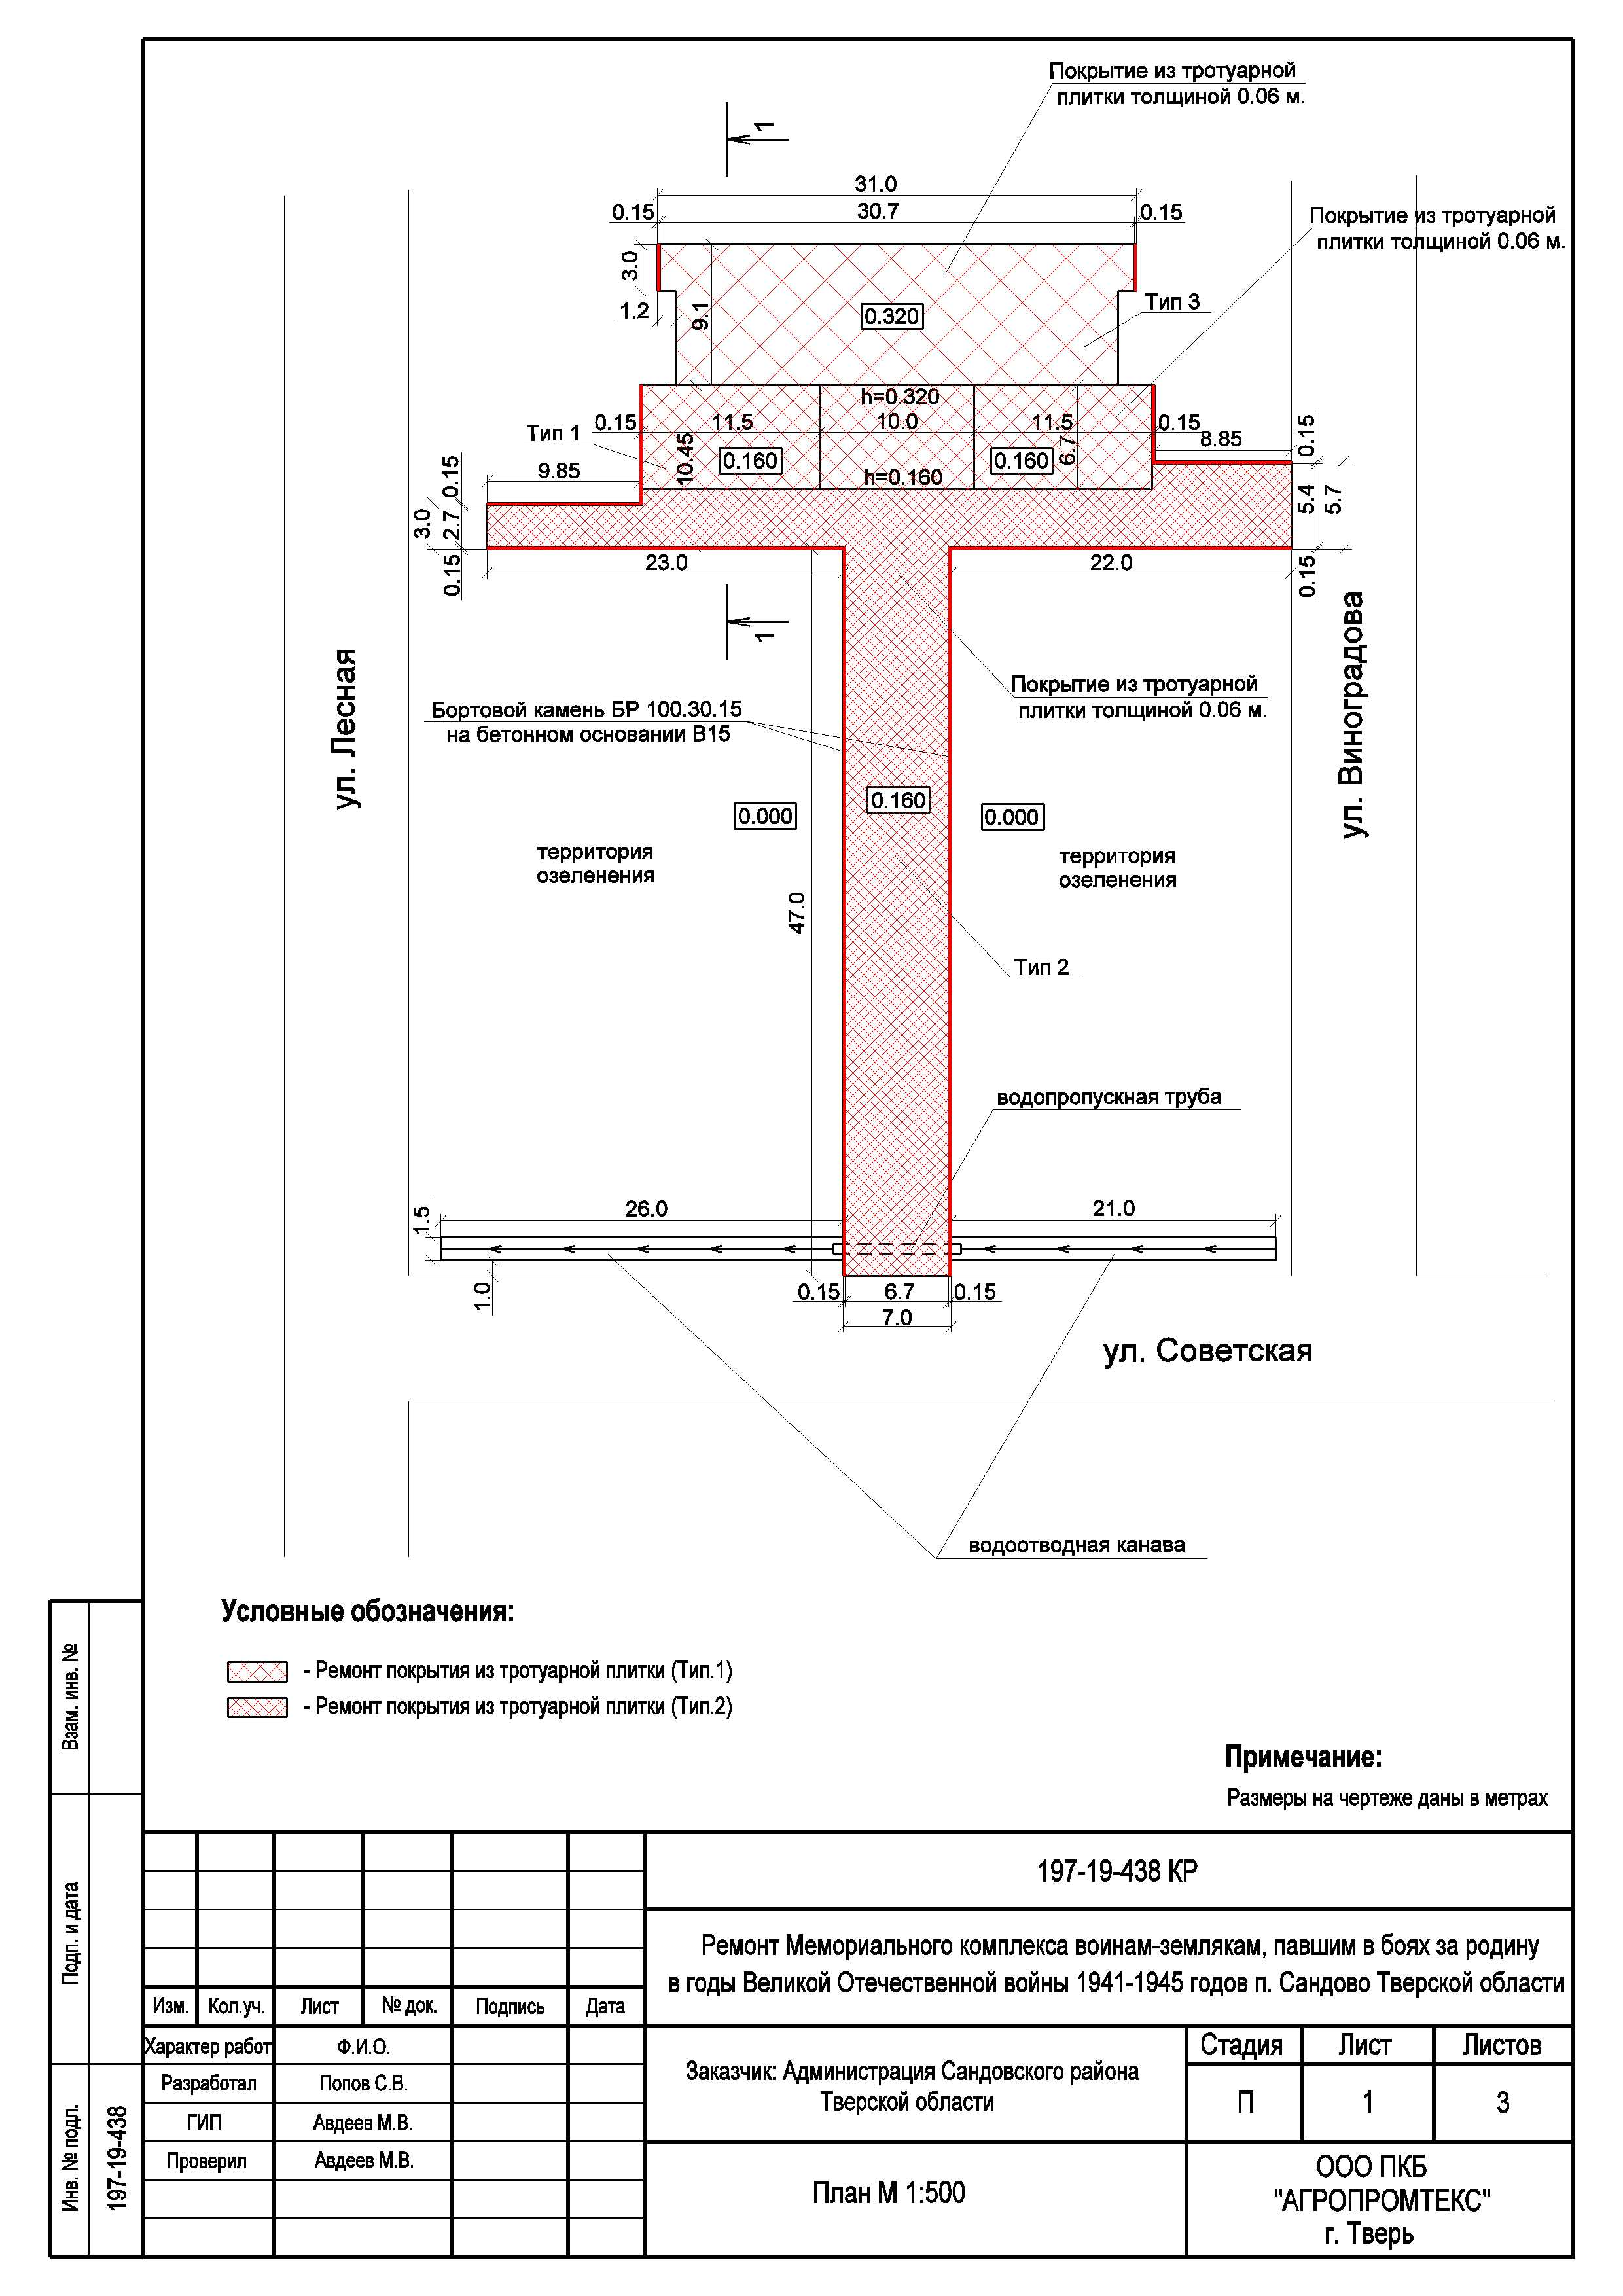 Покрытие из тротуарной
плитки толщиной 0.06 м.
1
31.0
0.15
30.7
0.15
Покрытие из тротуарной
плитки толщиной 0.06 м.
3.0
1.2
9.1
0.320
Тип 3
h=0.320
0.15
11.5
10.0
11.5
0.15
Тип 1
10.45
6.7
8.85
0.15
0.160
0.160
9.85
h=0.160
0.15
3.0
2.7
0.15
5.4
5.7
23.0
22.0
0.15
1
ул. Лесная
ул. Виноградова
Покрытие из тротуарной
плитки толщиной 0.06 м.
Бортовой камень БР 100.30.15
на бетонном основании В15
0.160
0.000
0.000
территория
озеленения
территория
озеленения
47.0
Тип 2
водопропускная труба
1.5
26.0
21.0
1.0
0.15
6.7
0.15
7.0
ул. Советская
водоотводная канава
Условные обозначения:
- Ремонт покрытия из тротуарной плитки (Тип.1)
- Ремонт покрытия из тротуарной плитки (Тип.2)
Примечание:
Размеры на чертеже даны в метрах
Взам. инв. №
Подп. и дата
Инв. № подл.
197-19-438
197-19-438 КР
Ремонт Мемориального комплекса воинам-землякам, павшим в боях за родину
в годы Великой Отечественной войны 1941-1945 годов п. Сандово Тверской области
Изм.
Кол.уч.
Лист
№ док.
Подпись
Дата
Характер работ
Ф.И.О.
Разработал
Попов С.В.
ГИП
Авдеев М.В.
Проверил
Авдеев М.В.
Заказчик: Администрация Сандовского района
Тверской области
Стадия
Лист
Листов
П
1
3
План М 1:500
ООО ПКБ
"АГРОПРОМТЕКС"
г. Тверь